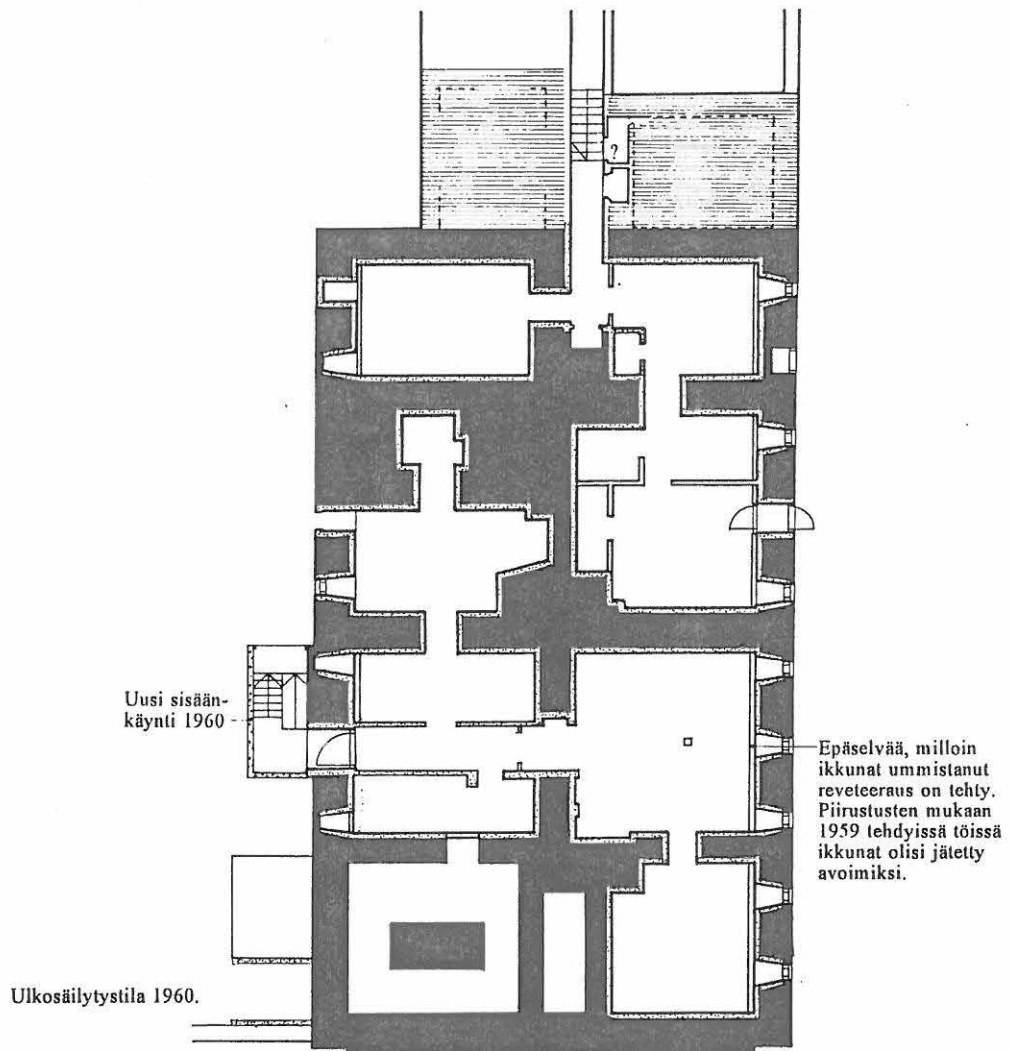 ?
Uusi sisään-
käynti 1960
Epäselvää, milloin
ikkunat ummistanut
reveteeraus on tehty.
Piirustusten mukaan
1959 tehdyissä töissä
ikkunat olisi jätetty
avoimiksi.
Ulkosäilytystila 1960.